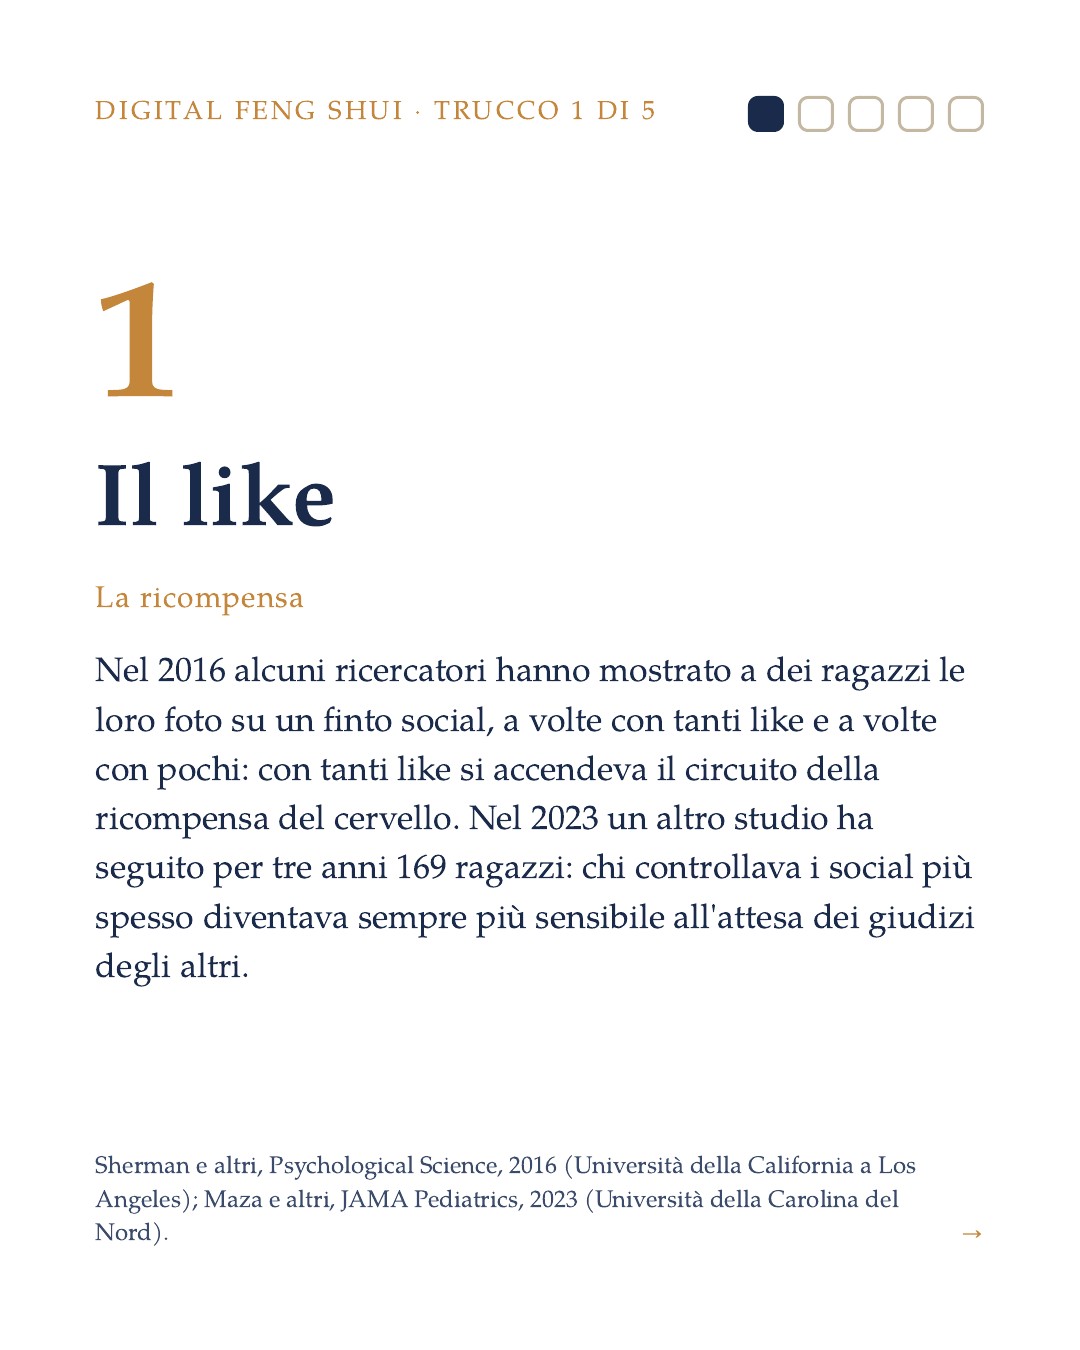 DIGITAL FENG SHUI · TRUCCO 1 DI 5
1
Il like
La ricompensa
Nel 2016 alcuni ricercatori hanno mostrato a dei ragazzi le
loro foto su un finto social, a volte con tanti like e a volte
con pochi: con tanti like si accendeva il circuito della
ricompensa del cervello. Nel 2023 un altro studio ha
seguito per tre anni 169 ragazzi: chi controllava i social più
spesso diventava sempre più sensibile all'attesa dei giudizi
degli altri.
Sherman e altri, Psychological Science, 2016 (Università della California a Los
Angeles); Maza e altri, JAMA Pediatrics, 2023 (Università della Carolina del
Nord). →